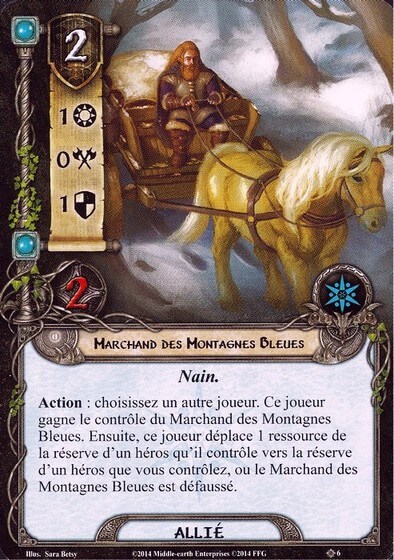 2
1
0
1
2
MARCHAND DES MONTAGNES BLEUES
Nain.
Action : choisissez un autre joueur. Ce joueur
gagne le contrôle du Marchand des Montagnes
Bleues. Ensuite, ce joueur déplace 1 ressource de
la réserve d'un héros qu'il contrôle vers la réserve
d'un héros que vous contrôlez, ou le Marchand des
Montagnes Bleues est défaussé.
ALLIÉ
Illus. Sara Betsy ©2014 Middle-earth Enterprises ©2014 FFG 6